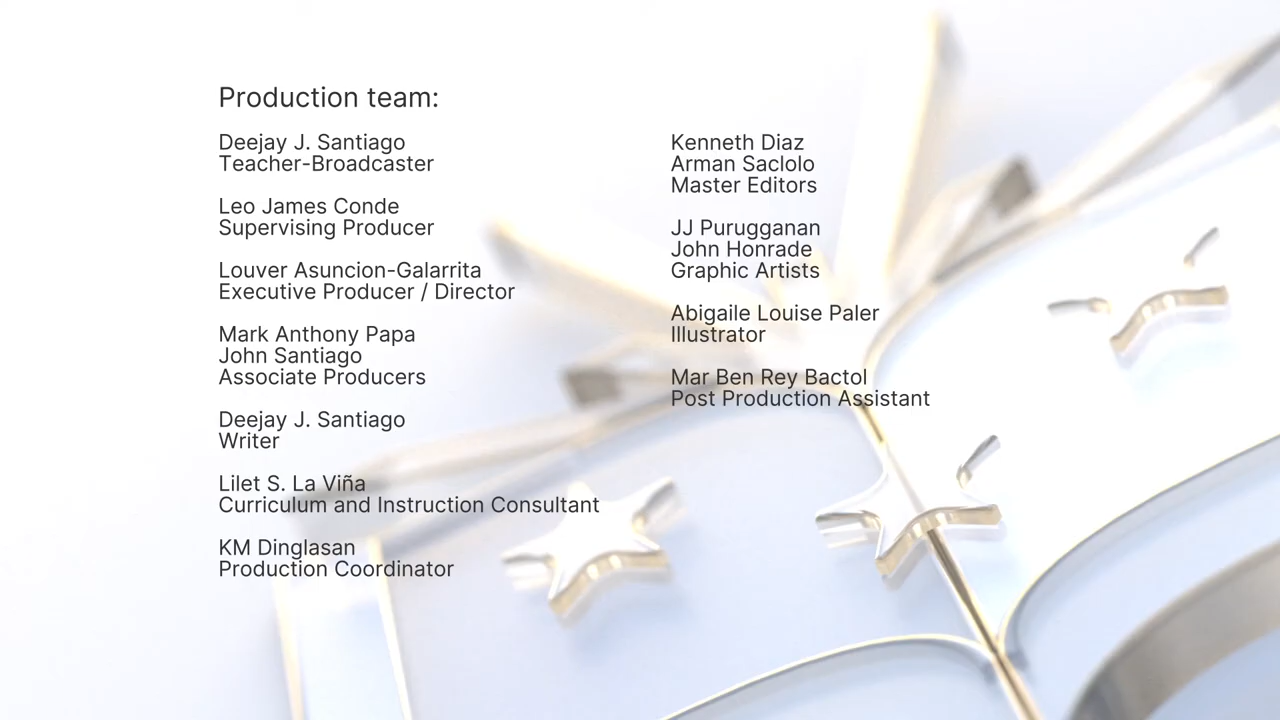 Production team:
Deejay J. Santiago
Teacher-Broadcaster
Leo James Conde
Supervising Producer
Louver Asuncion-Galarrita
Executive Producer / Director
Mark Anthony Papa
John Santiago
Associate Producers
Deejay J. Santiago
Writer
Lilet S. La Viña
Curriculum and Instruction Consultant
KM Dinglasan
Production Coordinator
Kenneth Diaz
Arman Saclolo
Master Editors
JJ Purugganan
John Honrade
Graphic Artists
Abigaile Louise Paler
Illustrator
Mar Ben Rey Bactol
Post Production Assistant